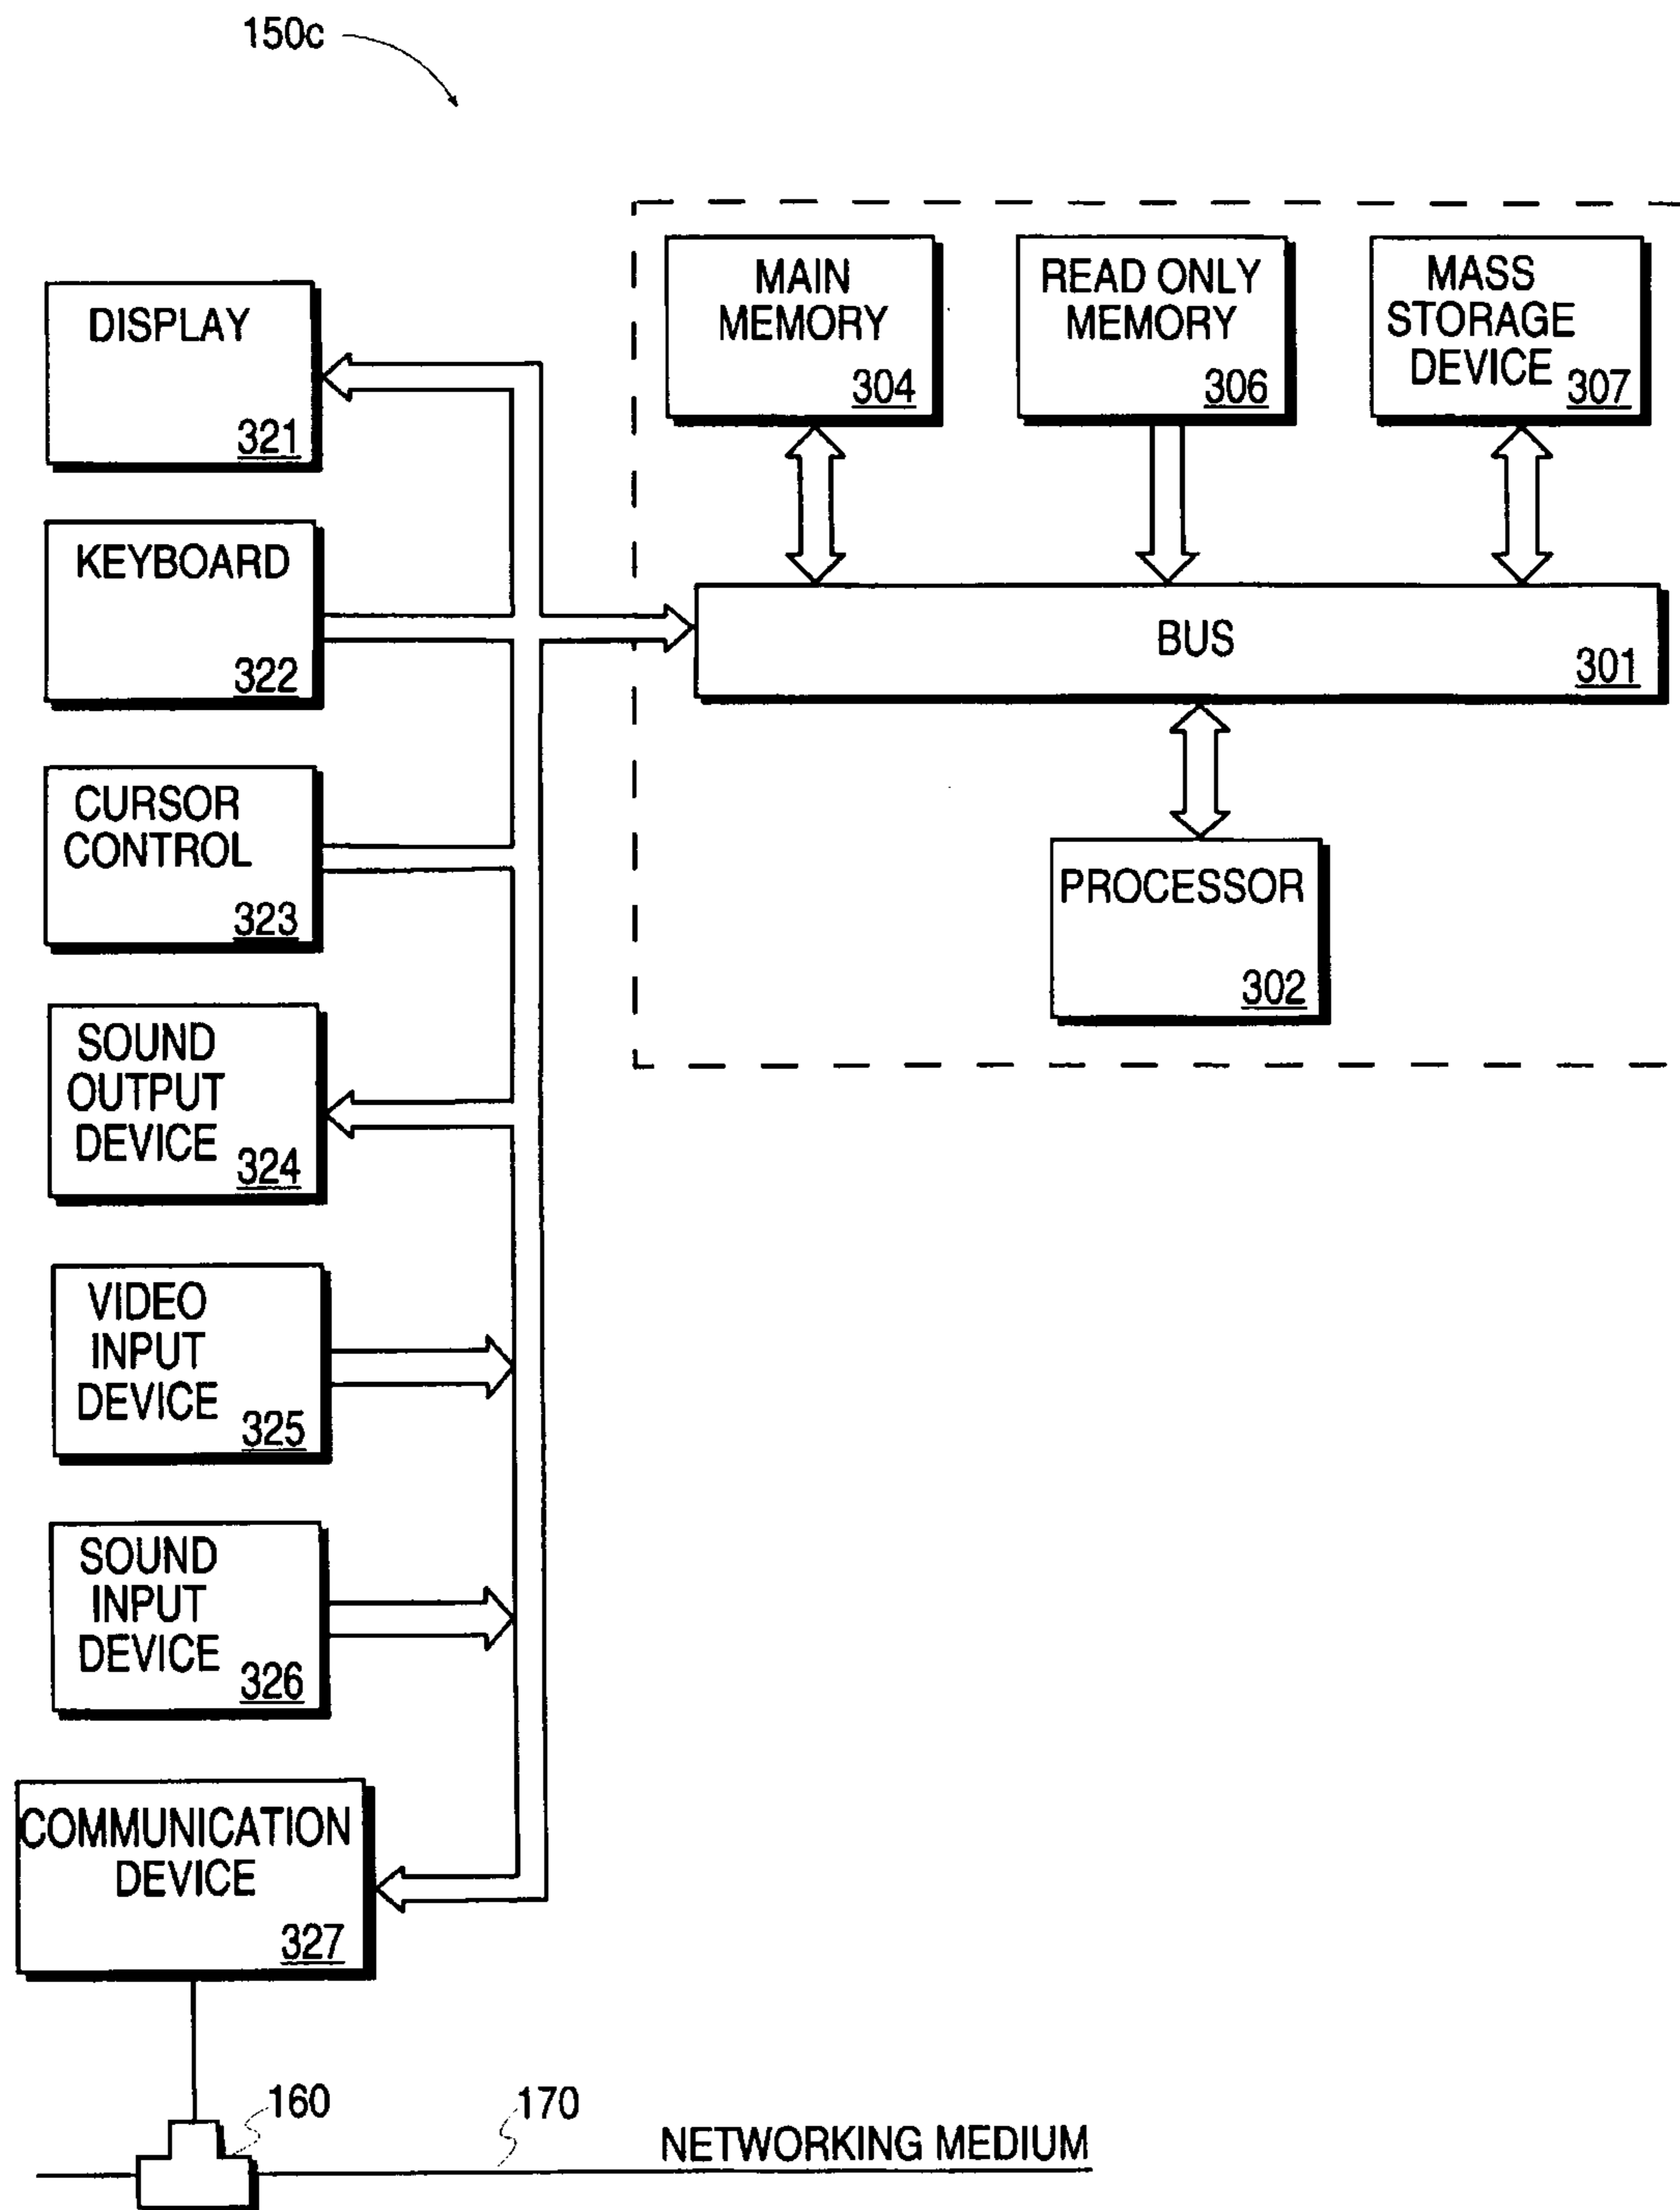 150c
MAIN
MEMORY
304
READ ONLY
MEMORY
306
MASS
STORAGE
DEVICE
307
DISPLAY
321
KEYBOARD
322
BUS
301
CURSOR
CONTROL
323
PROCESSOR
302
SOUND
OUTPUT
DEVICE
324
VIDEO
INPUT
DEVICE
325
SOUND
INPUT
DEVICE
326
COMMUNICATION
DEVICE
327
160
170
NETWORKING MEDIUM